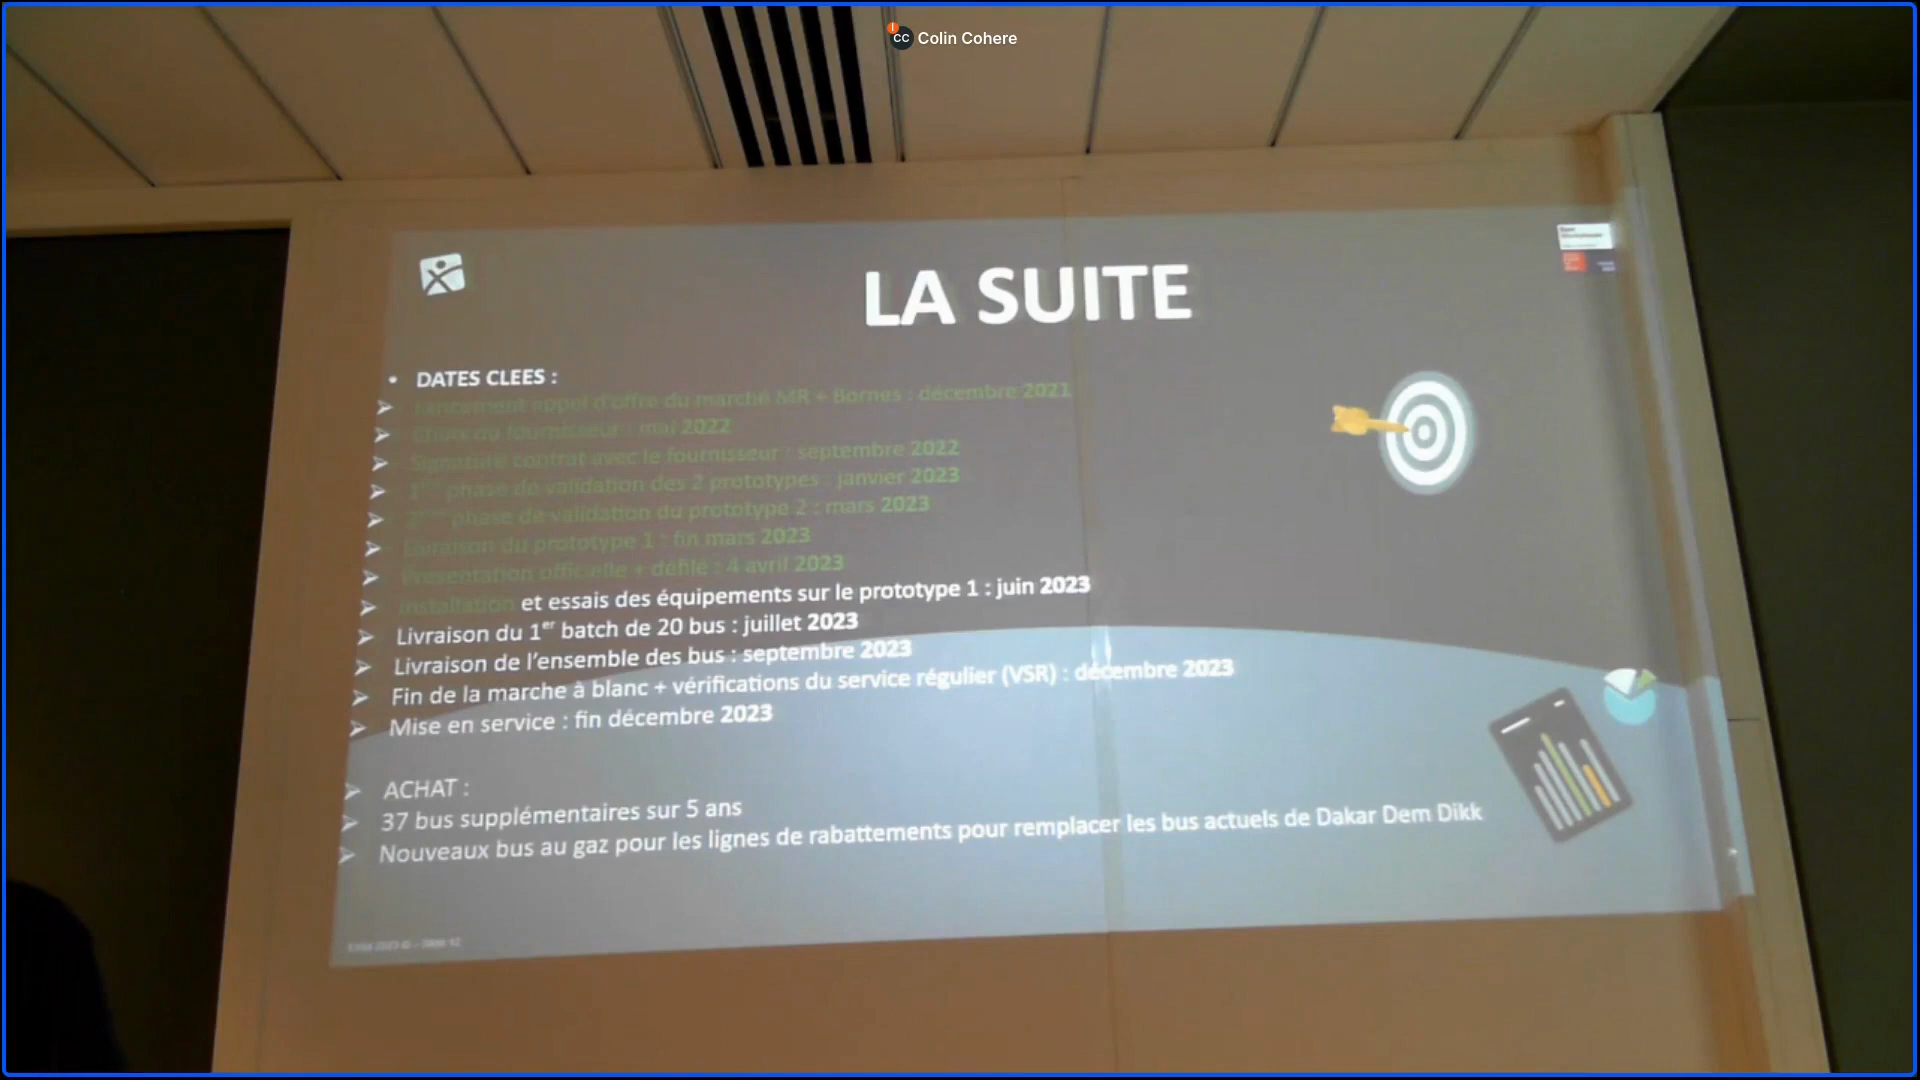 CC Colin Cohere
LA SUITE
• DATES CLEES :
➢ Lancement appel d'offre du marché MR + Bornes : décembre 2021
➢ Choix du fournisseur : mai 2022
➢ Signature contrat avec le fournisseur : septembre 2022
➢ phase de validation des 2 prototypes : janvier 2023
➢ phase de validation du prototype 2 : mars 2023
➢ Livraison du prototype 1 : fin mars 2023
➢ Présentation officielle + défilé : 4 avril 2023
➢ Installation et essais des équipements sur le prototype 1 : juin 2023
➢ Livraison du 1er batch de 20 bus : juillet 2023
➢ Livraison de l'ensemble des bus : septembre 2023
➢ Fin de la marche à blanc + vérifications du service régulier (VSR) : décembre 2023
➢ Mise en service : fin décembre 2023
➢ ACHAT :
➢ 37 bus supplémentaires sur 5 ans
➢ Nouveaux bus au gaz pour les lignes de rabattements pour remplacer les bus actuels de Dakar Dem Dikk